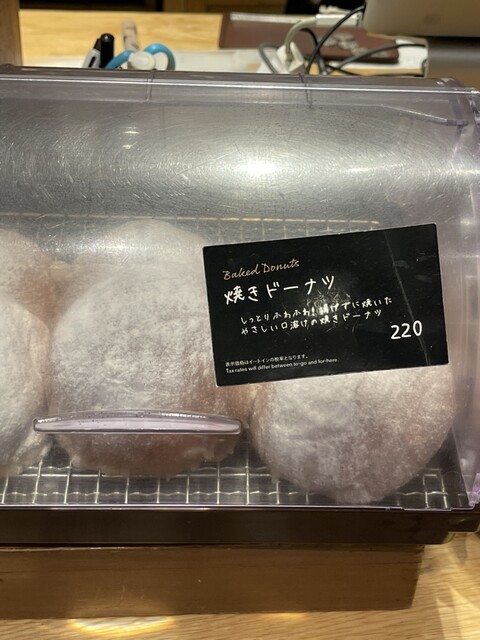 Baked Donuts
焼きドーナツ
しっとりふわふわ！揚げずに焼いた
やさしい口溶けの焼きドーナツ
220
表示価格はイートインの税率となります。
Tax rates will differ between to-go and for-here.